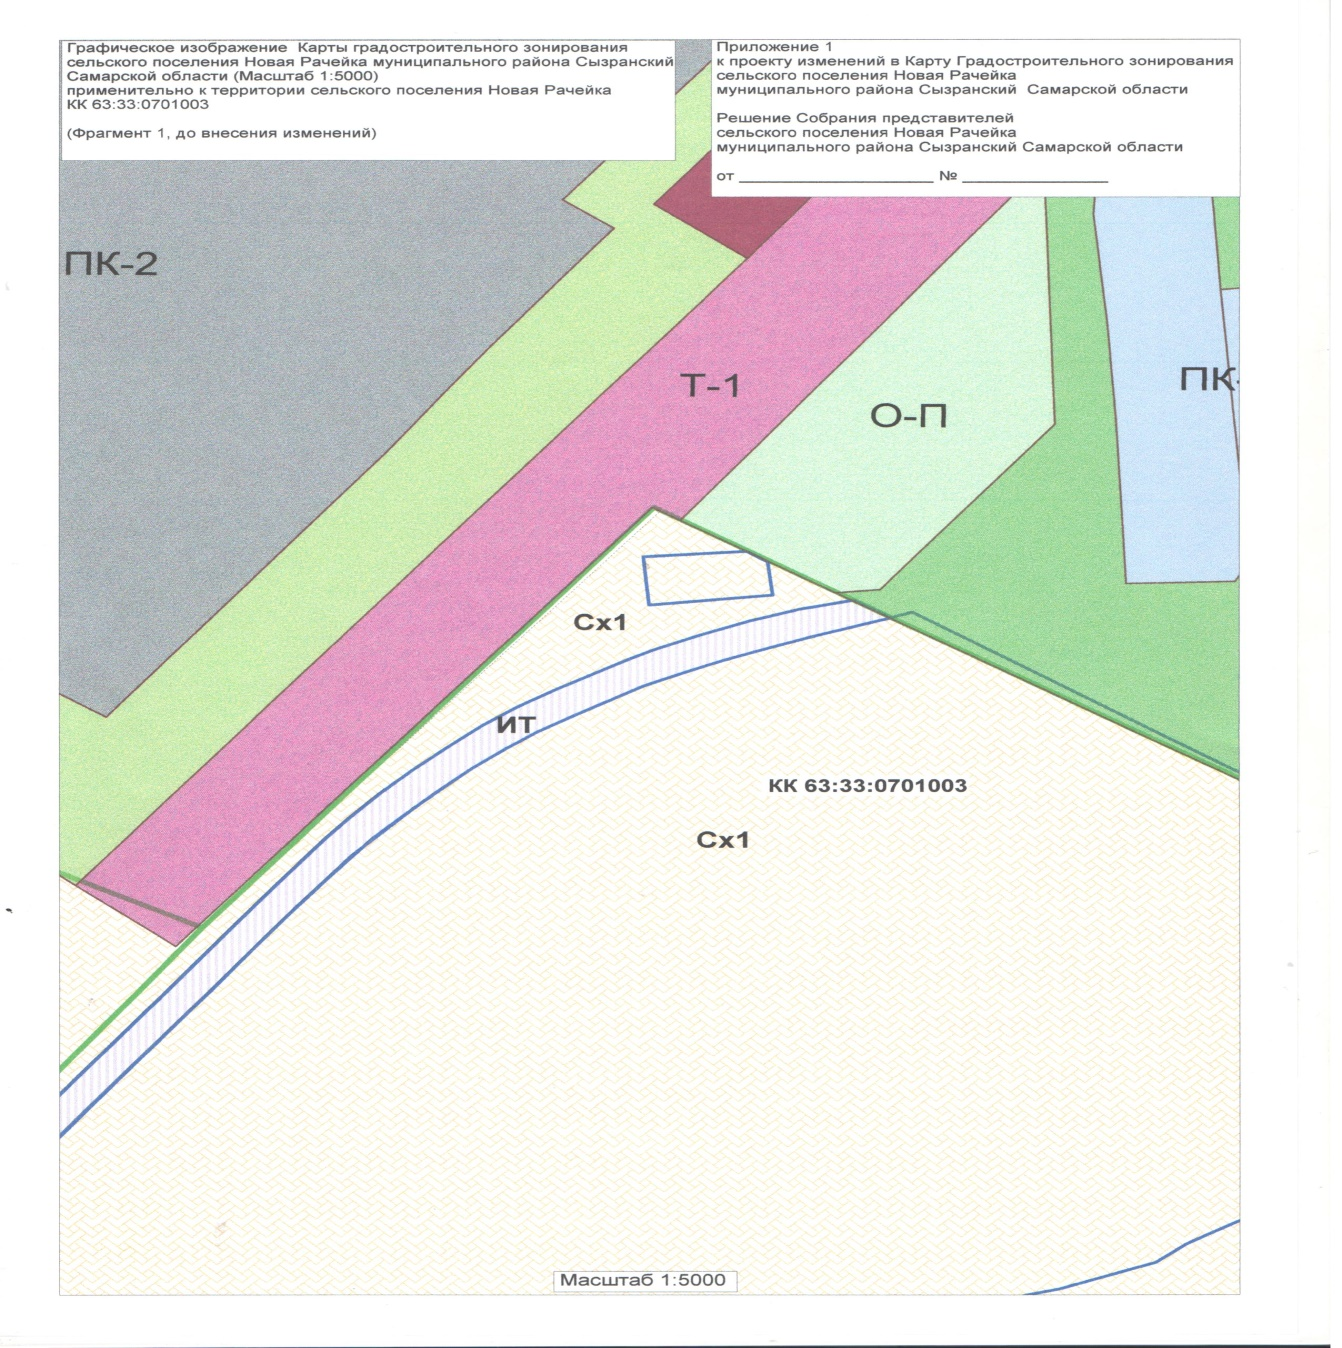 Графическое изображение Карты градостроительного зонирования
сельского поселения Новая Рачейка муниципального района Сызранский
Самарской области (Масштаб 1:5000)
применительно к территории сельского поселения Новая Рачейка
КК 63:33:0701003
(Фрагмент 1, до внесения изменений)
Приложение 1
к проекту изменений в Карту Градостроительного зонирования
сельского поселения Новая Рачейка
муниципального района Сызранский Самарской области
Решение Собрания представителей
сельского поселения Новая Рачейка
муниципального района Сызранский Самарской области
от ____________________ № _______________
ПК-2
Т-1
ПК-
О-П
Сх1
ИТ
КК 63:33:0701003
Сх1
Масштаб 1:5000